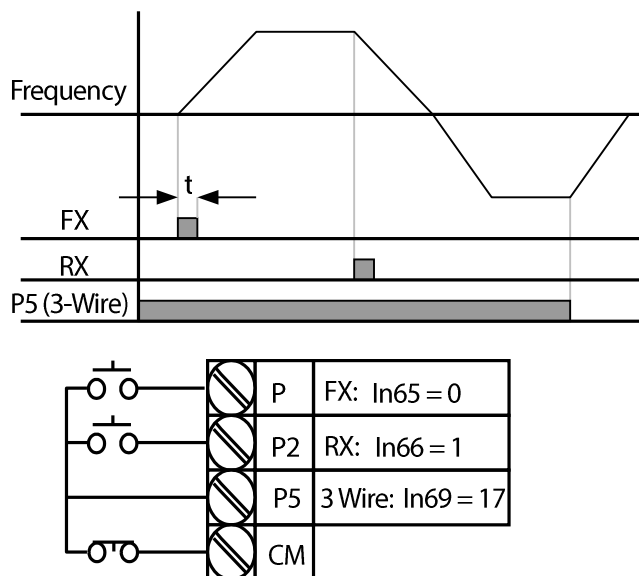 Frequency
t
FX
RX
P5 (3-Wire)
P FX: In65 = 0
P2 RX: In66 = 1
P5 3 Wire: In69 = 17
CM